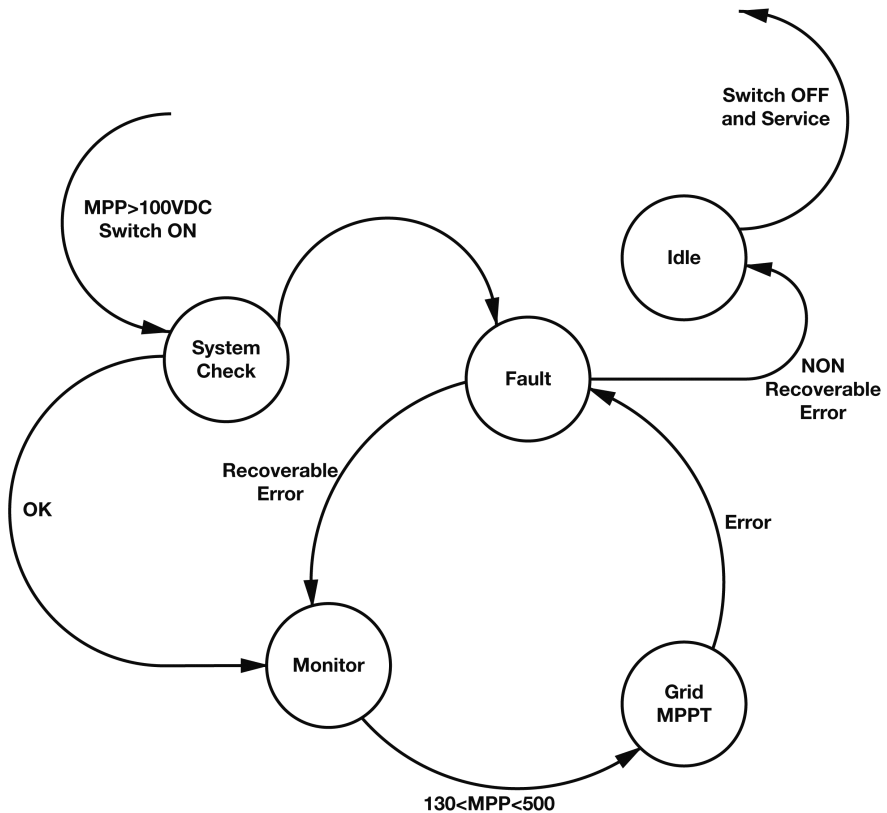 Switch OFF
and Service
MPP>100VDC
Switch ON
Idle
System
Check
Fault
NON
Recoverable
Error
Recoverable
Error
OK
Error
Monitor
Grid
MPPT
130<MPP<500